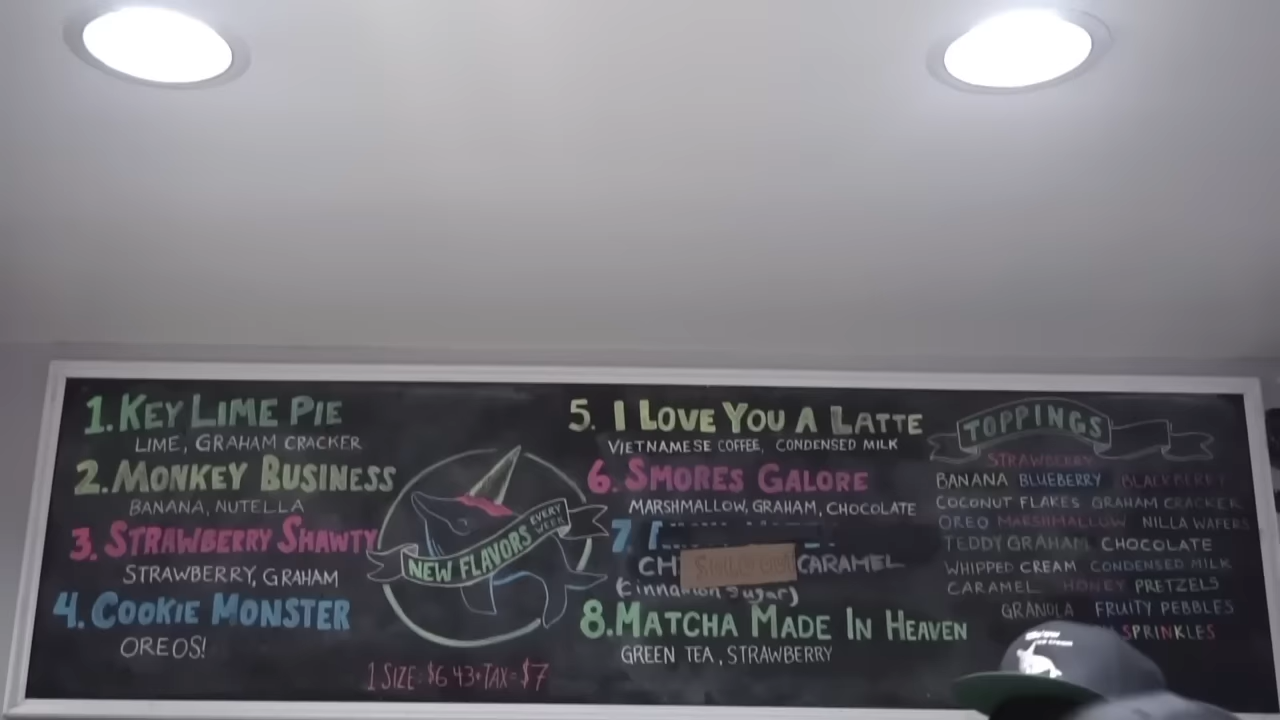 1. KEY LIME PIE
LIME, GRAHAM CRACKER
2. MONKEY BUSINESS
BANANA, NUTELLA
3. STRAWBERRY SHAWTY
STRAWBERRY, GRAHAM
4. COOKIE MONSTER
OREOS!
NEW FLAVORS EVERY WEEK
1 SIZE: $6.43+TAX=$7
5. I LOVE YOU A LATTE
VIETNAMESE COFFEE, CONDENSED MILK
6. SMORES GALORE
MARSHMALLOW, GRAHAM, CHOCOLATE
7
CARAMEL
Cinnamon Sugar)
8. MATCHA MADE IN HEAVEN
GREEN TEA, STRAWBERRY
TOPPINGS
STRAWBERRY
BANANA BLUEBERRY BLACKBERRY
COCONUT FLAKES GRAHAM CRACKER
OREO MARSHMALLOW NILLA WAFERS
TEDDY GRAHAM CHOCOLATE
WHIPPED CREAM CONDENSED MILK
CARAMEL HONEY PRETZELS
GRANOLA FRUITY PEBBLES
SPRINKLES